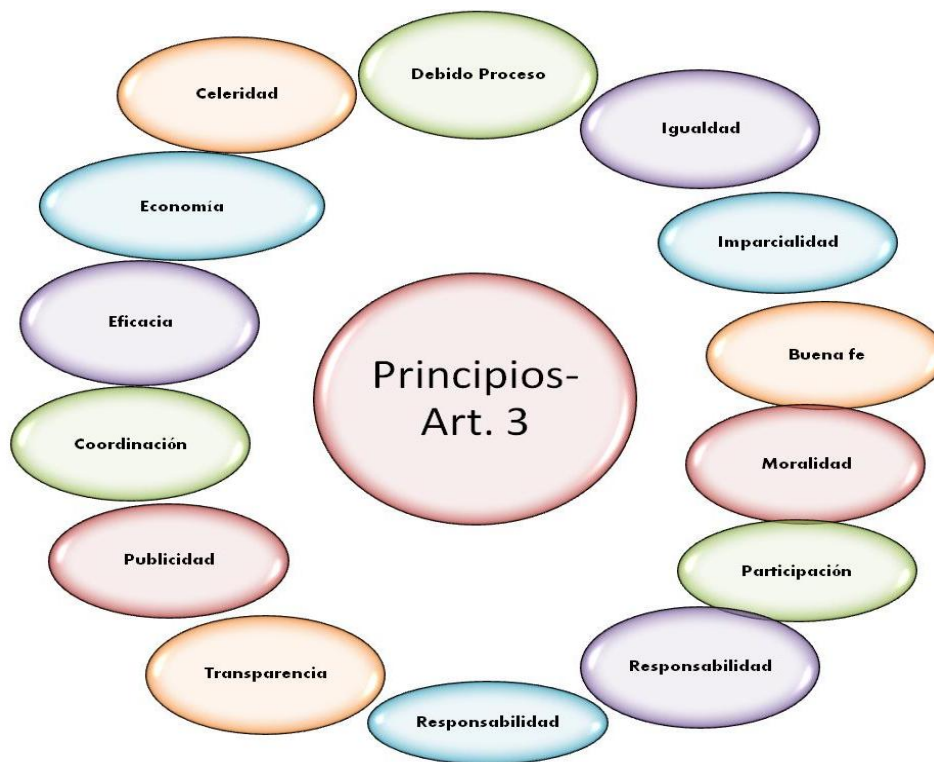 Debido Proceso
Igualdad
Imparcialidad
Buena fe
Moralidad
Participación
Responsabilidad
Responsabilidad
Transparencia
Publicidad
Coordinación
Eficacia
Economía
Celeridad
Principios-
Art. 3